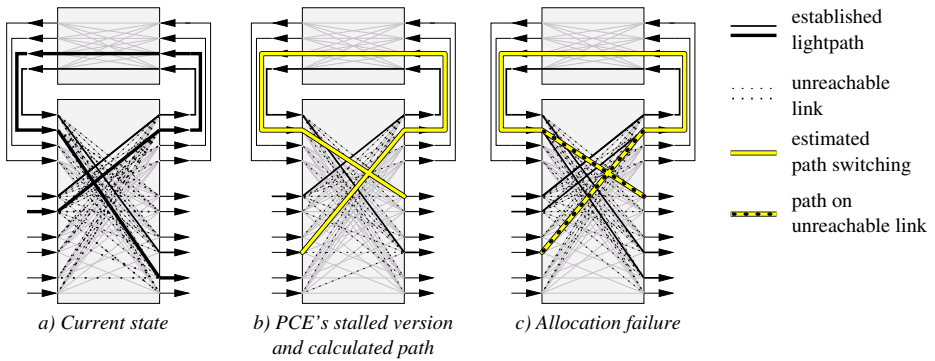 established
lightpath
unreachable
link
estimated
path switching
path on
unreachable link
a) Current state
b) PCE's stalled version
and calculated path
c) Allocation failure